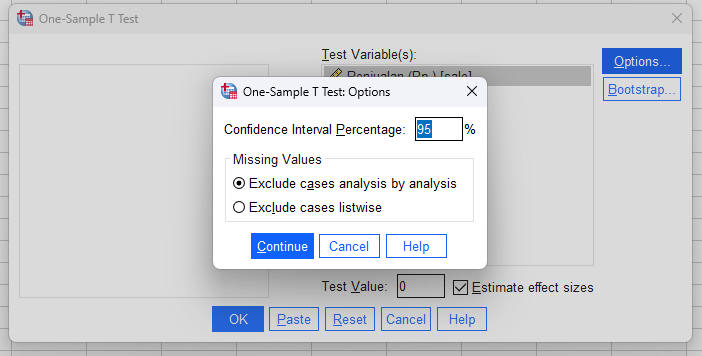 One-Sample T Test
Test Variable(s):
Penjualan (Rp.) [sale]
Options...
Bootstrap...
One-Sample T Test: Options
Confidence Interval Percentage: 95 %
Missing Values
Exclude cases analysis by analysis
Exclude cases listwise
Continue Cancel Help
Test Value: 0 Estimate effect sizes
OK Paste Reset Cancel Help